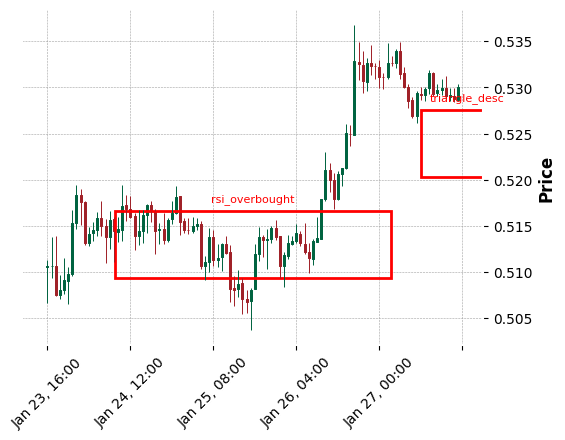 0.535
0.530
triangle_desc
0.525
0.520
rsi_overbought
0.515
0.510
0.505
Price
Jan 23, 16:00
Jan 24, 12:00
Jan 25, 08:00
Jan 26, 04:00
Jan 27, 00:00